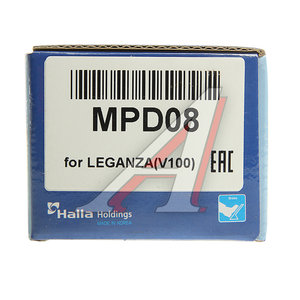 MPD08
for LEGANZA(V100)
EAC
Halla Holdings
MADE IN KOREA